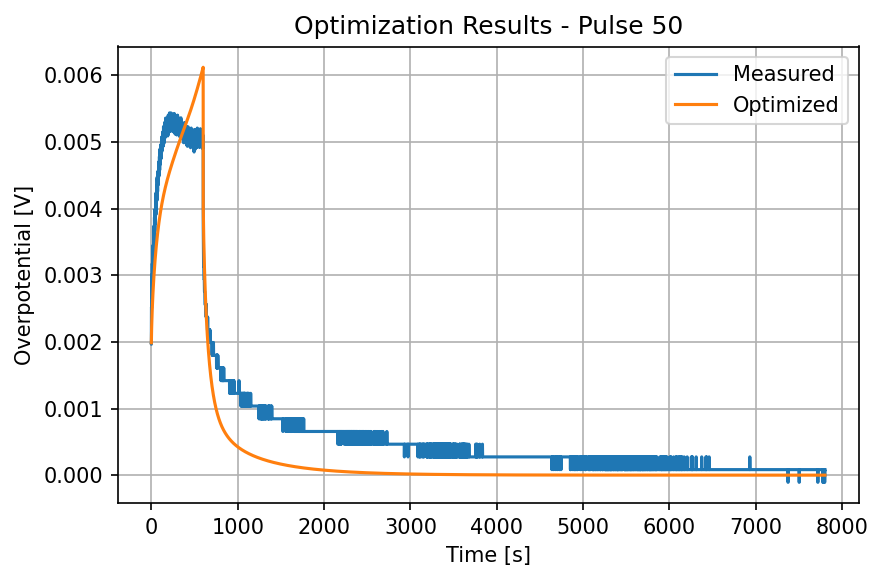 Optimization Results - Pulse 50
Measured
Optimized
Overpotential [V]
0.006
0.005
0.004
0.003
0.002
0.001
0.000
0 1000 2000 3000 4000 5000 6000 7000 8000
Time [s]